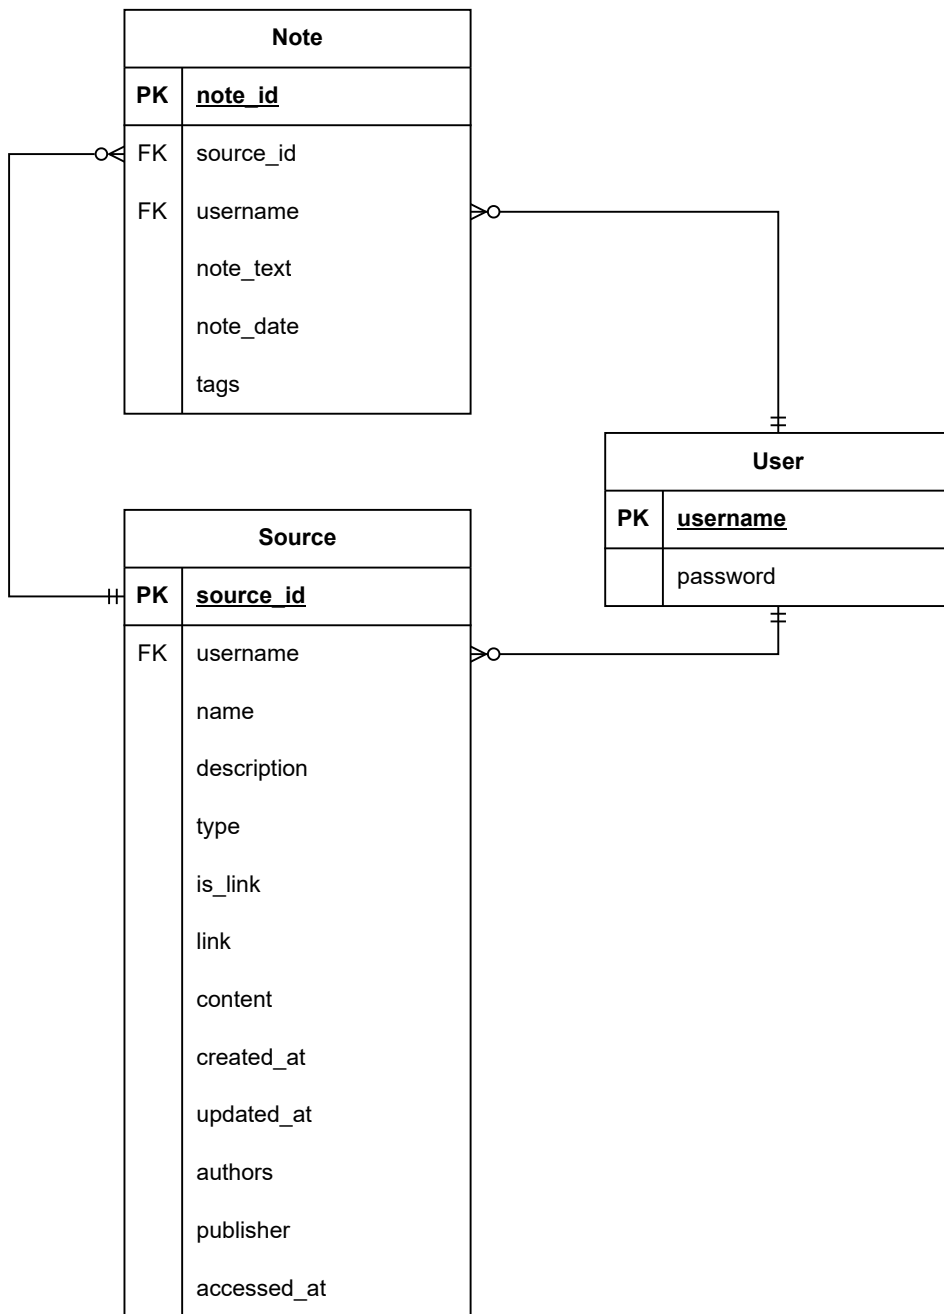 Note
PK note_id
FK source_id
FK username
note_text
note_date
tags
User
PK username
password
Source
PK source_id
FK username
name
description
type
is_link
link
content
created_at
updated_at
authors
publisher
accessed_at